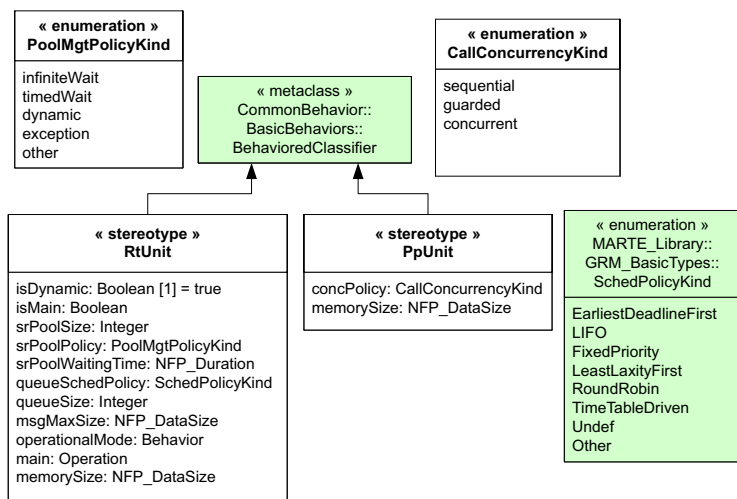 « enumeration »
PoolMgtPolicyKind
infiniteWait
timedWait
dynamic
exception
other
« metaclass »
CommonBehavior::
BasicBehaviors::
BehavioredClassifier
« enumeration »
CallConcurrencyKind
sequential
guarded
concurrent
« stereotype »
RtUnit
isDynamic: Boolean [1] = true
isMain: Boolean
srPoolSize: Integer
srPoolPolicy: PoolMgtPolicyKind
srPoolWaitingTime: NFP_Duration
queueSchedPolicy: SchedPolicyKind
queueSize: Integer
msgMaxSize: NFP_DataSize
operationalMode: Behavior
main: Operation
memorySize: NFP_DataSize
« stereotype »
PpUnit
concPolicy: CallConcurrencyKind
memorySize: NFP_DataSize
« enumeration »
MARTE_Library::
GRM_BasicTypes::
SchedPolicyKind
EarliestDeadlineFirst
LIFO
FixedPriority
LeastLaxityFirst
RoundRobin
TimeTableDriven
Undef
Other